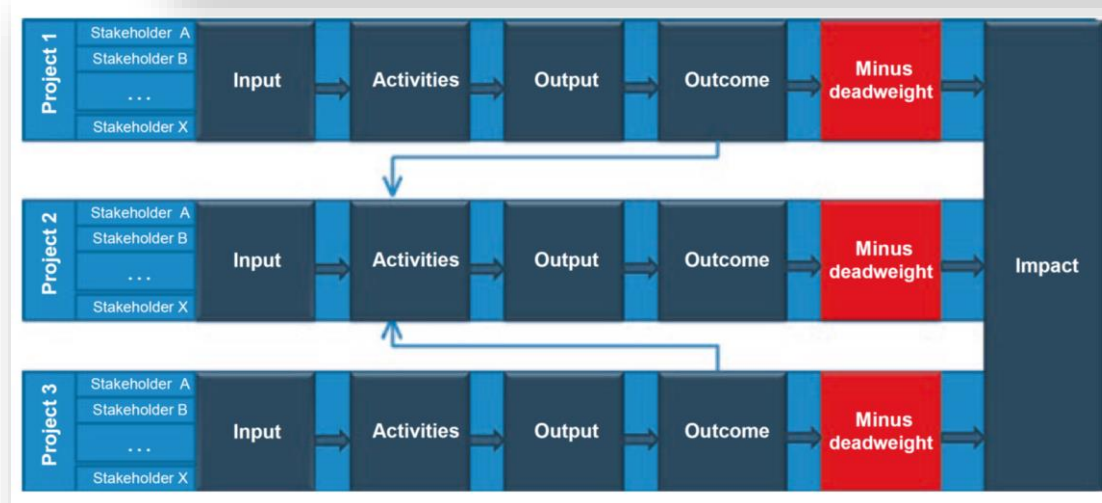 Project 1
Stakeholder A
Stakeholder B
...
Stakeholder X
Input
Activities
Output
Outcome
Minus
deadweight
Project 2
Stakeholder A
Stakeholder B
...
Stakeholder X
Input
Activities
Output
Outcome
Minus
deadweight
Impact
Project 3
Stakeholder A
Stakeholder B
...
Stakeholder X
Input
Activities
Output
Outcome
Minus
deadweight